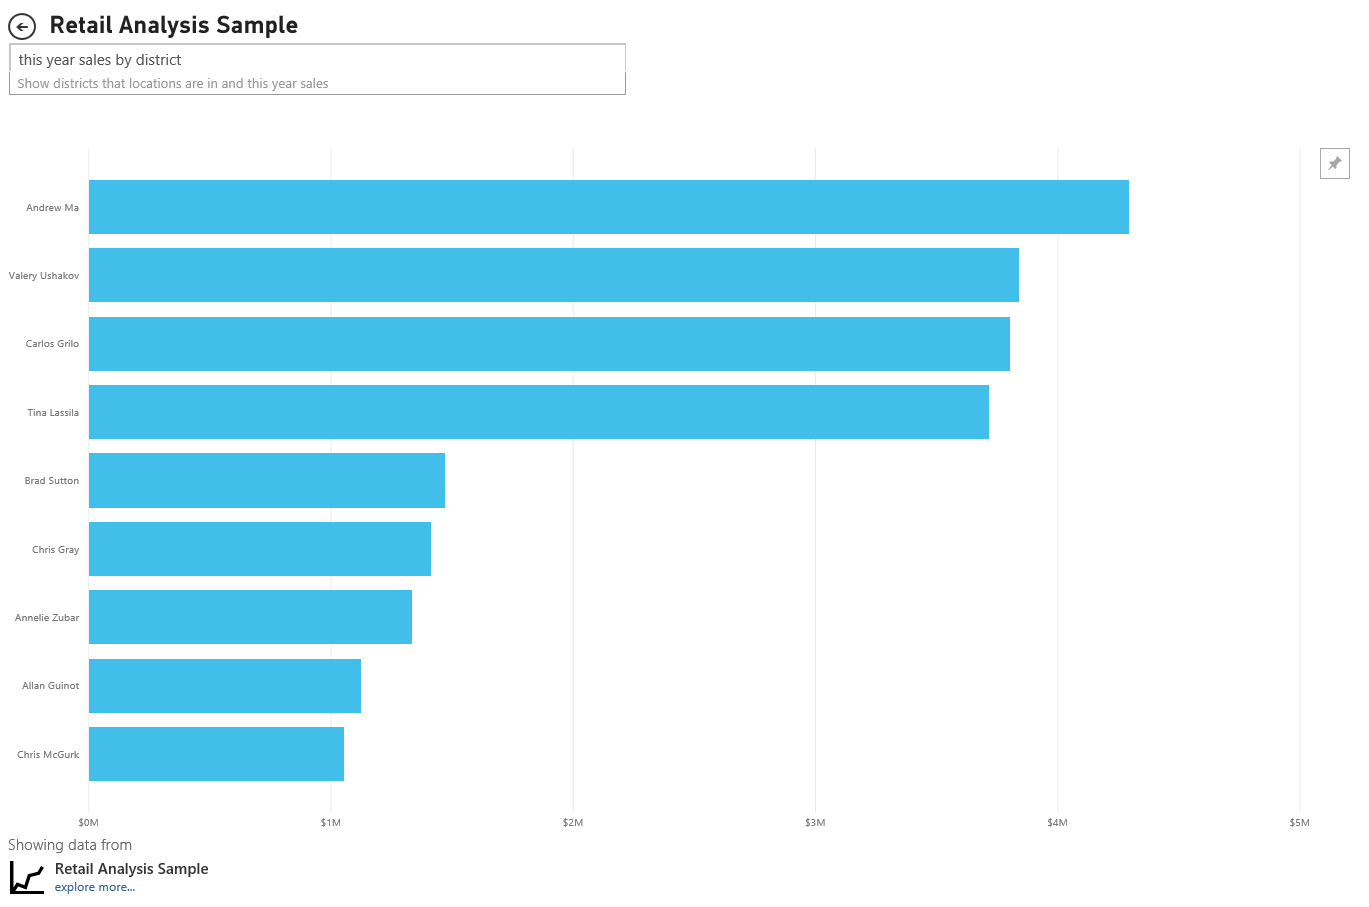 Retail Analysis Sample
this year sales by district
Show districts that locations are in and this year sales
Andrew Ma
Valery Ushakov
Carlos Grilo
Tina Lassila
Brad Sutton
Chris Gray
Annelie Zubar
Allan Guinot
Chris McGurk
$0M $1M $2M $3M $4M $5M
Showing data from
Retail Analysis Sample
explore more...